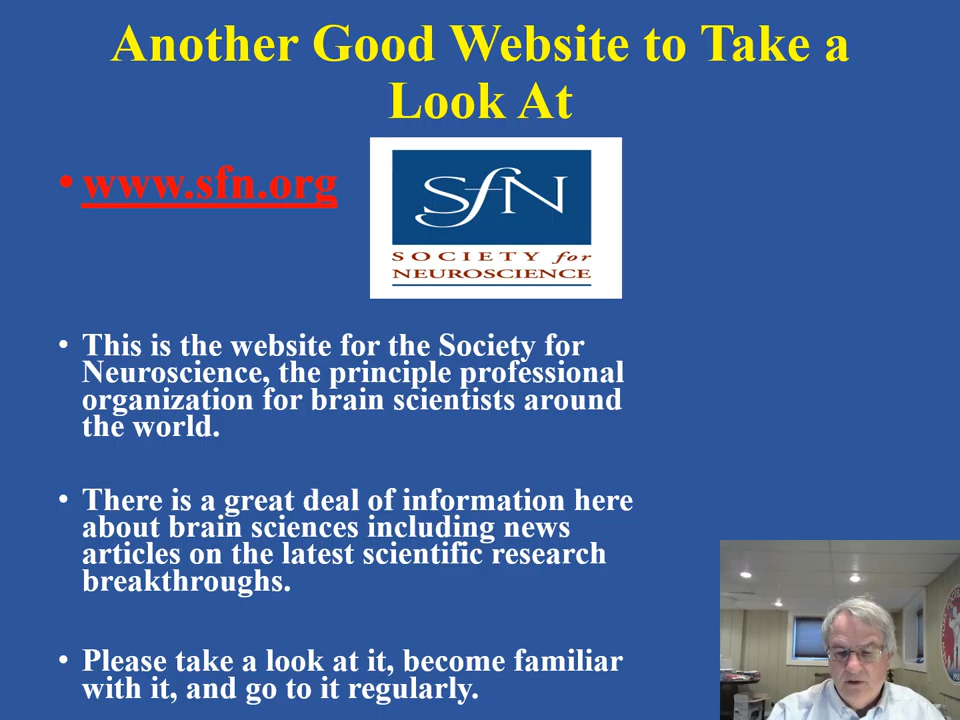 Another Good Website to Take a
Look At
• www.sfn.org
SfN
SOCIETY for
NEUROSCIENCE
• This is the website for the Society for
Neuroscience, the principle professional
organization for brain scientists around
the world.
• There is a great deal of information here
about brain sciences including news
articles on the latest scientific research
breakthroughs.
• Please take a look at it, become familiar
with it, and go to it regularly.